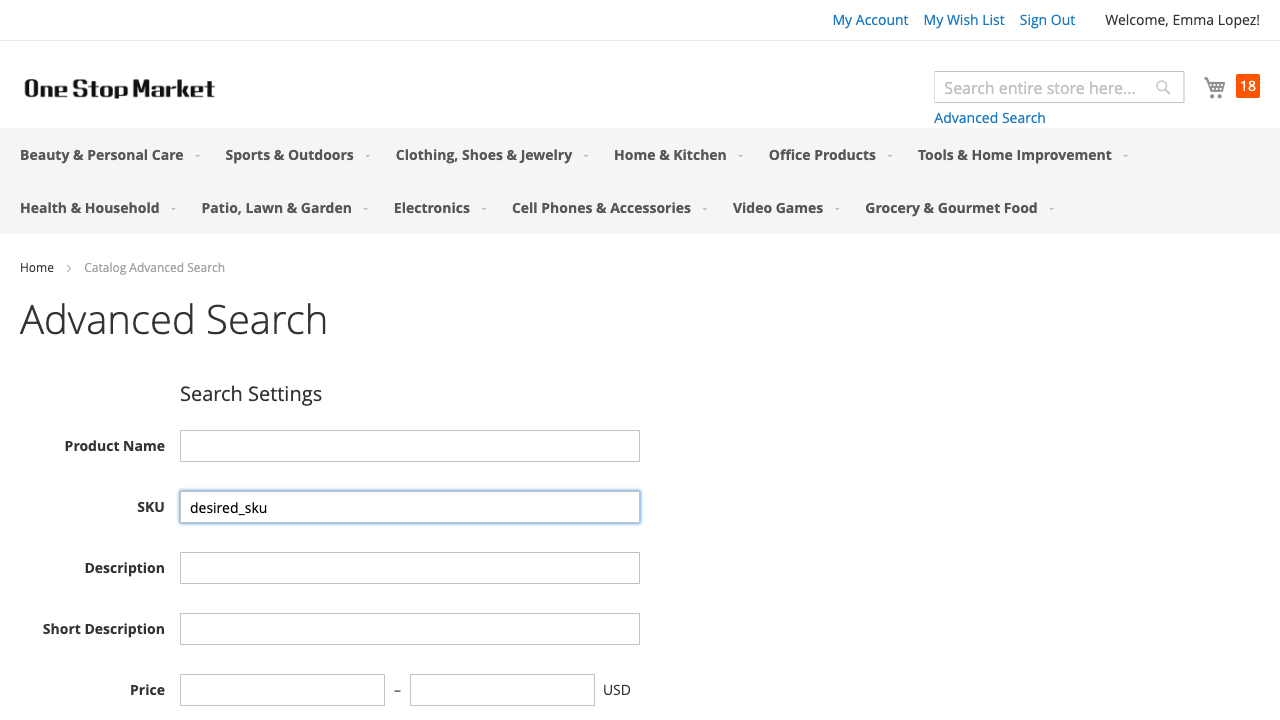 My Account My Wish List Sign Out Welcome, Emma Lopez!
One Stop Market
Search entire store here... 18
Advanced Search
Beauty & Personal Care Sports & Outdoors Clothing, Shoes & Jewelry Home & Kitchen Office Products Tools & Home Improvement
Health & Household Patio, Lawn & Garden Electronics Cell Phones & Accessories Video Games Grocery & Gourmet Food
Home Catalog Advanced Search
Advanced Search
Search Settings
Product Name
SKU desired_sku
Description
Short Description
Price – USD